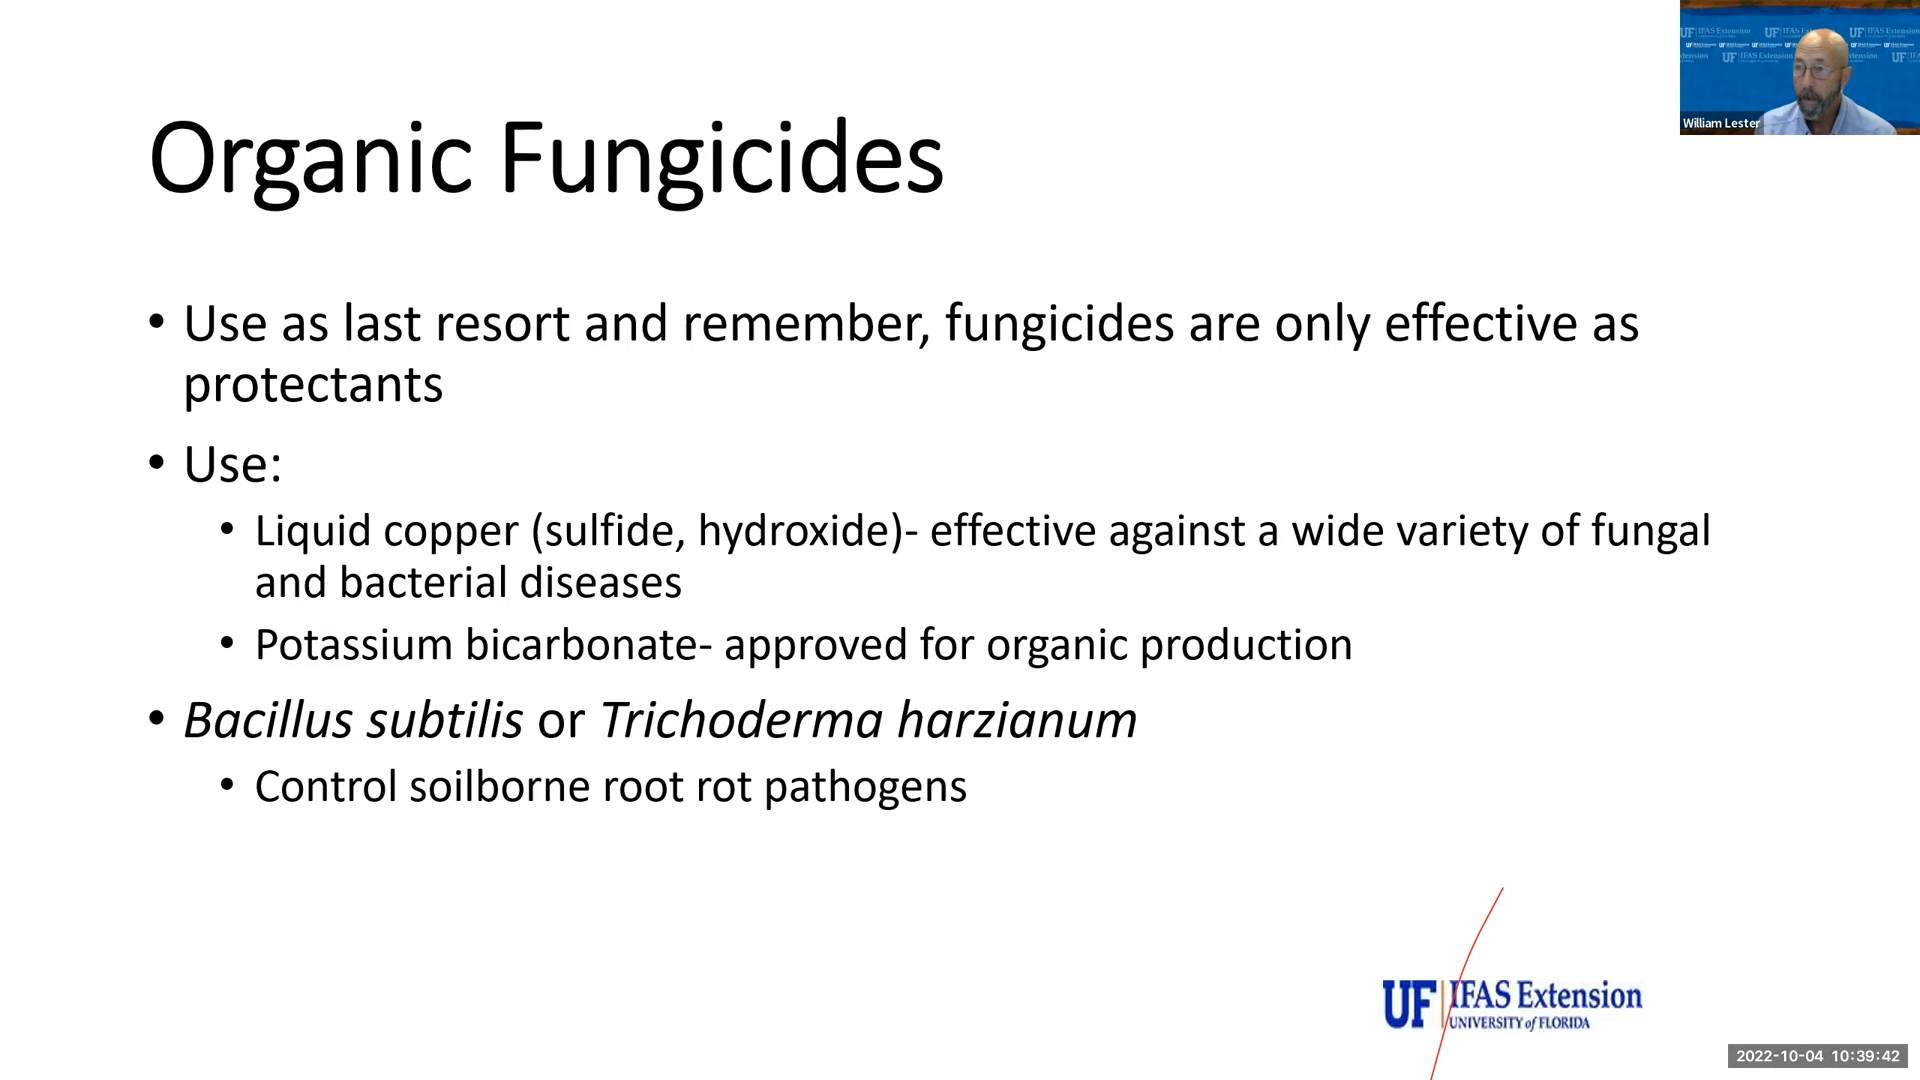 Organic Fungicides
• Use as last resort and remember, fungicides are only effective as
protectants
• Use:
• Liquid copper (sulfide, hydroxide)- effective against a wide variety of fungal
and bacterial diseases
• Potassium bicarbonate- approved for organic production
• Bacillus subtilis or Trichoderma harzianum
• Control soilborne root rot pathogens
UF IFAS Extension
UNIVERSITY of FLORIDA
William Lester
UF IFAS Extension
2022-10-04 10:39:42